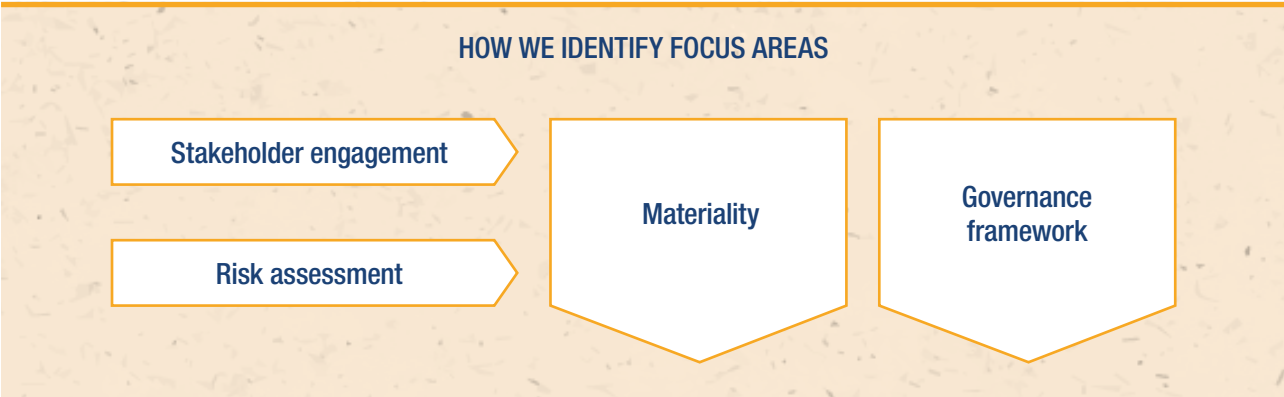 HOW WE IDENTIFY FOCUS AREAS
Stakeholder engagement
Risk assessment
Materiality
Governance
framework